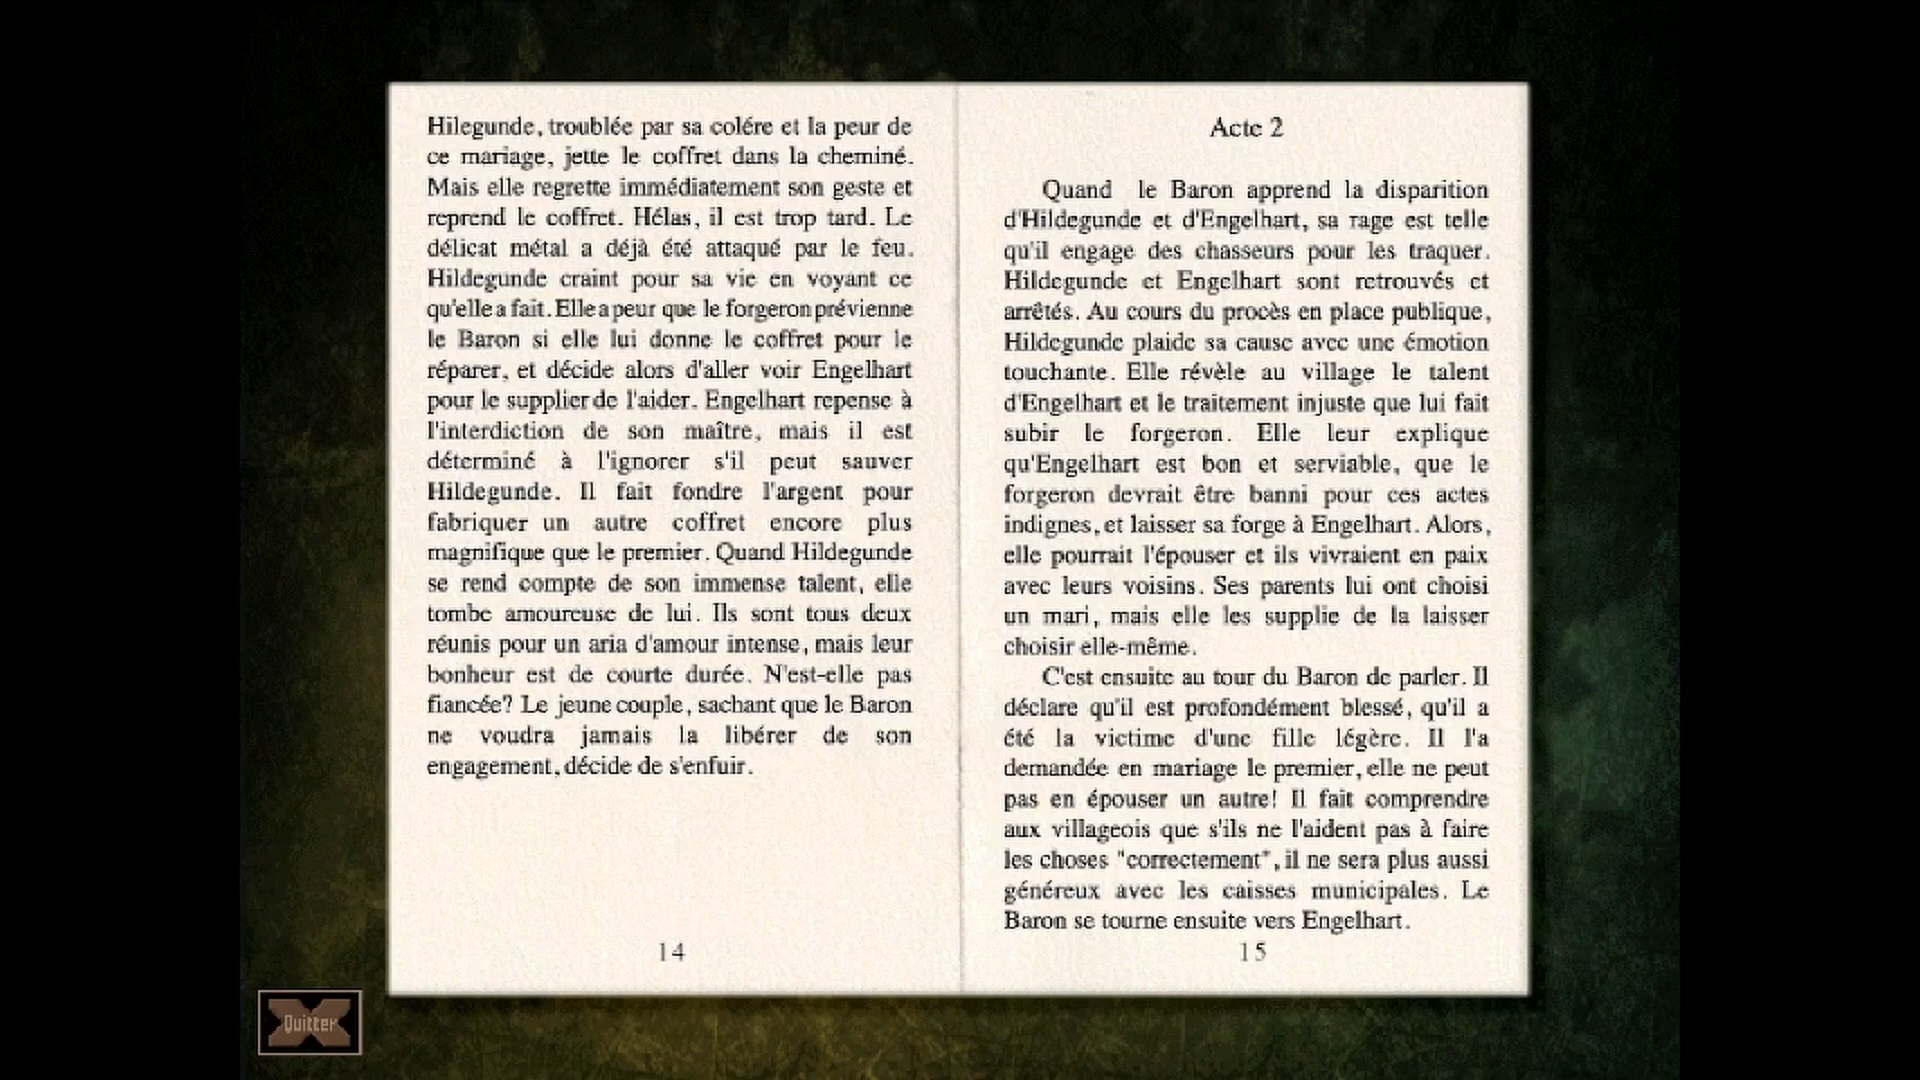 Hilegunde, troublée par sa colére et la peur de
ce mariage, jette le coffret dans la cheminé.
Mais elle regrette immédiatement son geste et
reprend le coffret. Hélas, il est trop tard. Le
délicat métal a déjà été attaqué par le feu.
Hildegunde craint pour sa vie en voyant ce
qu'elle a fait. Elle a peur que le forgeron prévienne
le Baron si elle lui donne le coffret pour le
réparer, et décide alors d'aller voir Engelhart
pour le supplier de l'aider. Engelhart repense à
l'interdiction de son maître, mais il est
déterminé à l'ignorer s'il peut sauver
Hildegunde. Il fait fondre l'argent pour
fabriquer un autre coffret encore plus
magnifique que le premier. Quand Hildegunde
se rend compte de son immense talent, elle
tombe amoureuse de lui. Ils sont tous deux
réunis pour un aria d'amour intense, mais leur
bonheur est de courte durée. N'est-elle pas
fiancée? Le jeune couple, sachant que le Baron
ne voudra jamais la libérer de son
engagement, décide de s'enfuir.
14
Acte 2
Quand le Baron apprend la disparition
d'Hildegunde et d'Engelhart, sa rage est telle
qu'il engage des chasseurs pour les traquer.
Hildegunde et Engelhart sont retrouvés et
arrêtés. Au cours du procès en place publique,
Hildegunde plaide sa cause avec une émotion
touchante. Elle révèle au village le talent
d'Engelhart et le traitement injuste que lui fait
subir le forgeron. Elle leur explique
qu'Engelhart est bon et serviable, que le
forgeron devrait être banni pour ces actes
indignes, et laisser sa forge à Engelhart. Alors,
elle pourrait l'épouser et ils vivraient en paix
avec leurs voisins. Ses parents lui ont choisi
un mari, mais elle les supplie de la laisser
choisir elle-même.
C'est ensuite au tour du Baron de parler. Il
déclare qu'il est profondément blessé, qu'il a
été la victime d'une fille légère. Il l'a
demandée en mariage le premier, elle ne peut
pas en épouser un autre! Il fait comprendre
aux villageois que s'ils ne l'aident pas à faire
les choses "correctement", il ne sera plus aussi
généreux avec les caisses municipales. Le
Baron se tourne ensuite vers Engelhart.
15
Quitter